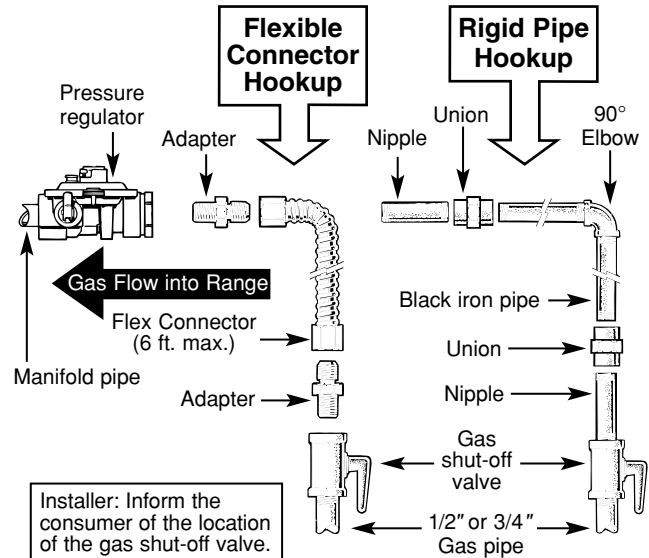 Flexible
Connector
Hookup
Rigid Pipe
Hookup
Pressure
regulator
Adapter
Nipple
Union
90°
Elbow
Gas Flow into Range
Black iron pipe
Flex Connector
(6 ft. max.)
Manifold pipe
Union
Adapter
Nipple
Gas
shut-off
valve
Installer: Inform the
consumer of the location
of the gas shut-off valve.
1/2″ or 3/4″
Gas pipe